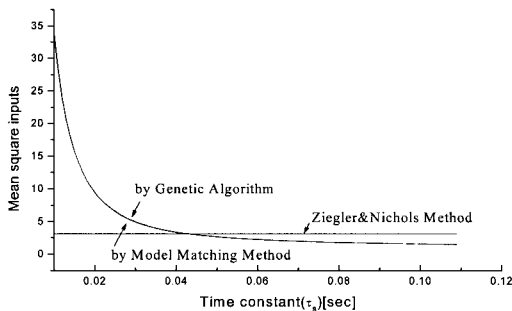 35
30
25
20
15
10
5
0
Mean square inputs
by Genetic Algorithm
Ziegler&Nichols Method
by Model Matching Method
0.02 0.04 0.06 0.08 0.10 0.12
Time constant(τₐ)[sec]